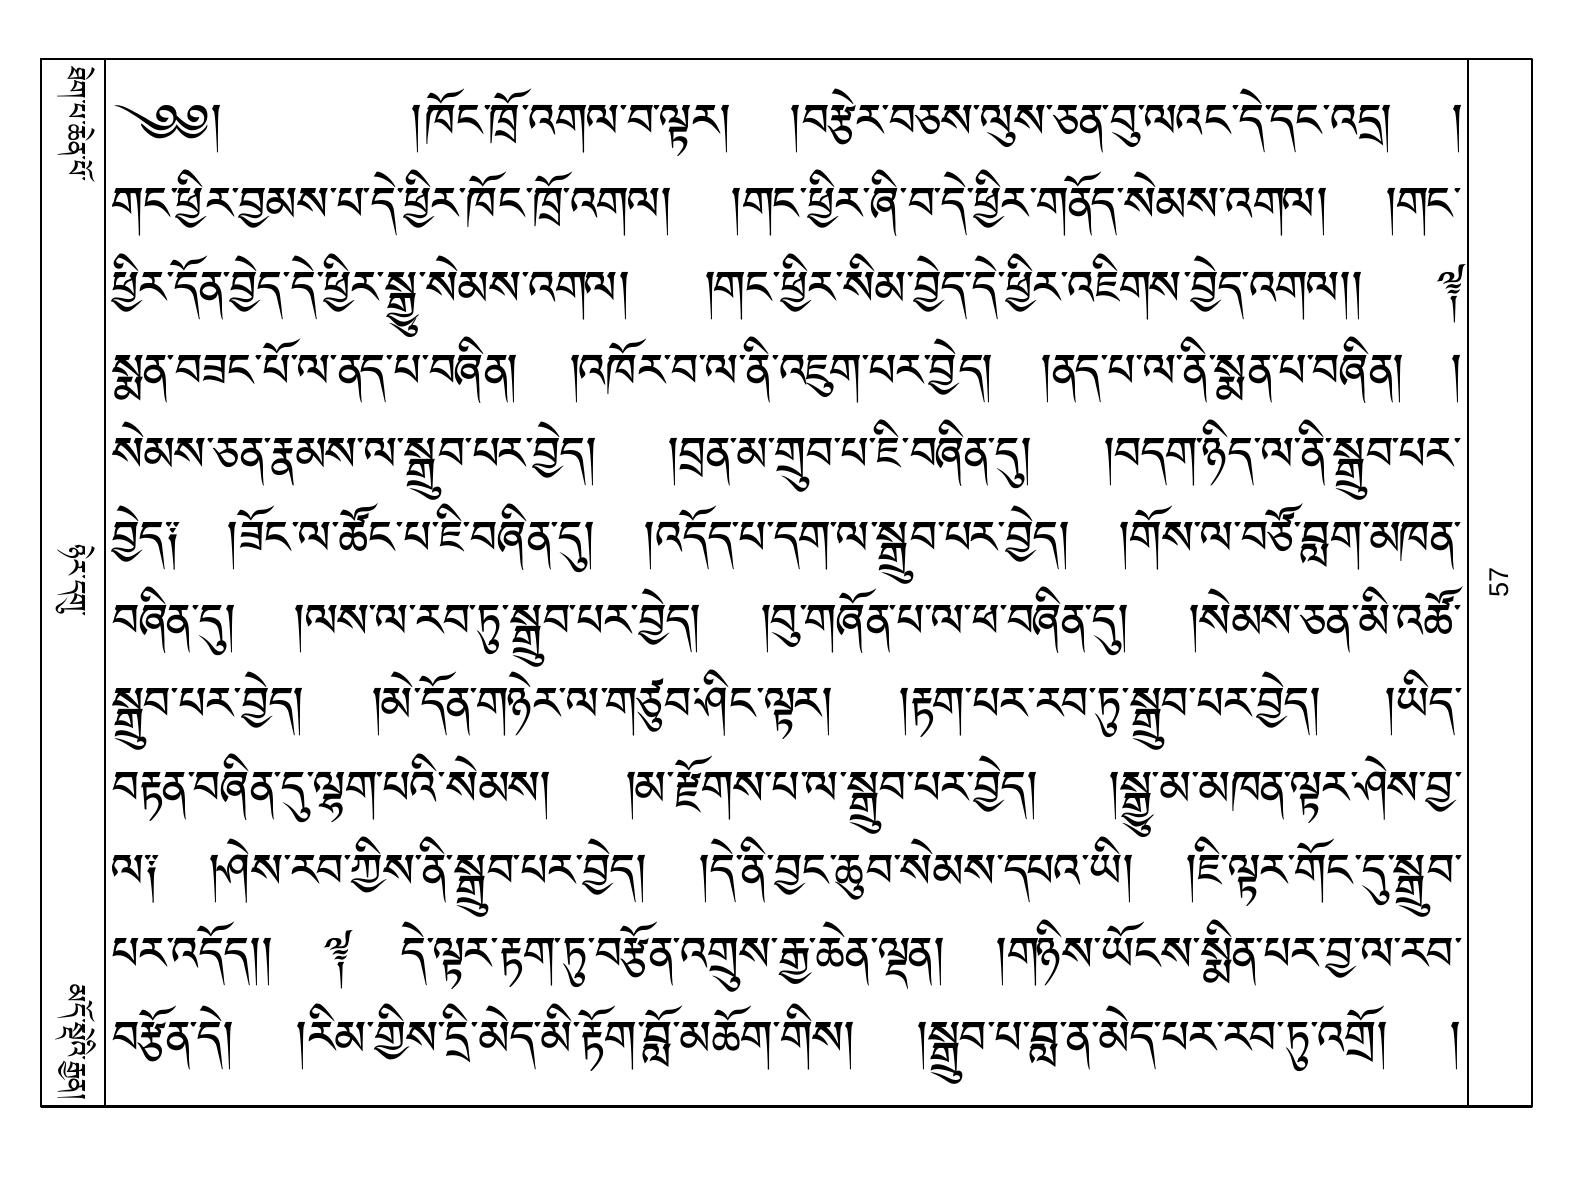 ༄༅། །ཁོང་ཁྲོ་འགལ་བ་ལྟར། །བརྩེར་བཅས་ལུས་ཅན་བུ་ལའང་དེ་དང་འདྲ། །
གང་ཕྱིར་བྱམས་པ་དེ་ཕྱིར་ཁོང་ཁྲོ་འགལ། །གང་ཕྱིར་ཞི་བ་དེ་ཕྱིར་གནོད་སེམས་འགལ། །གང་
ཕྱིར་དོན་བྱེད་དེ་ཕྱིར་སྒྱུ་སེམས་འགལ། །གང་ཕྱིར་སིམ་བྱེད་དེ་ཕྱིར་འཇིགས་བྱེད་འགལ།། ༈
སྨན་བཟང་པོ་ལ་ནད་པ་བཞིན། །འཁོར་བ་ལ་ནི་འཇུག་པར་བྱེད། །ནད་པ་ལ་ནི་སྨན་པ་བཞིན། །
སེམས་ཅན་རྣམས་ལ་སྒྲུབ་པར་བྱེད། །བྲན་མ་གྲུབ་པ་ཇི་བཞིན་དུ། །བདག་ཉིད་ལ་ནི་སྒྲུབ་པར་
བྱེད༑ །ཟོང་ལ་ཚོང་པ་ཇི་བཞིན་དུ། །འདོད་པ་དག་ལ་སྒྲུབ་པར་བྱེད། །གོས་ལ་བཙོ་བླག་མཁན་
བཞིན་དུ། །ལས་ལ་རབ་ཏུ་སྒྲུབ་པར་བྱེད། །བུ་གཞོན་པ་ལ་ཕ་བཞིན་དུ། །སེམས་ཅན་མི་འཚེ་
སྒྲུབ་པར་བྱེད། །མེ་དོན་གཉེར་ལ་གཙུབ་ཤིང་ལྟར། །རྟག་པར་རབ་ཏུ་སྒྲུབ་པར་བྱེད། །ཡིད་
བརྟན་བཞིན་དུ་ལྷག་པའི་སེམས། །མ་རྫོགས་པ་ལ་སྒྲུབ་པར་བྱེད། །སྒྱུ་མ་མཁན་ལྟར་ཤེས་བྱ་
ལ༑ །ཤེས་རབ་ཀྱིས་ནི་སྒྲུབ་པར་བྱེད། །དེ་ནི་བྱང་ཆུབ་སེམས་དཔའ་ཡི། །ཇི་ལྟར་གོང་དུ་སྒྲུབ་
པར་འདོད།། ༈ དེ་ལྟར་རྟག་ཏུ་བརྩོན་འགྲུས་རྒྱ་ཆེན་ལྡན། །གཉིས་ཡོངས་སྨིན་པར་བྱ་ལ་རབ་
བརྩོན་དེ། །རིམ་གྱིས་དྲི་མེད་མི་རྟོག་བློ་མཆོག་གིས། །སྒྲུབ་པ་བླ་ན་མེད་པར་རབ་ཏུ་འགྲོ། །
ཐེག་པ་ཆེན་པོ་
ཉེར་དགུ
མདོ་སྡེའི་རྒྱན།
57